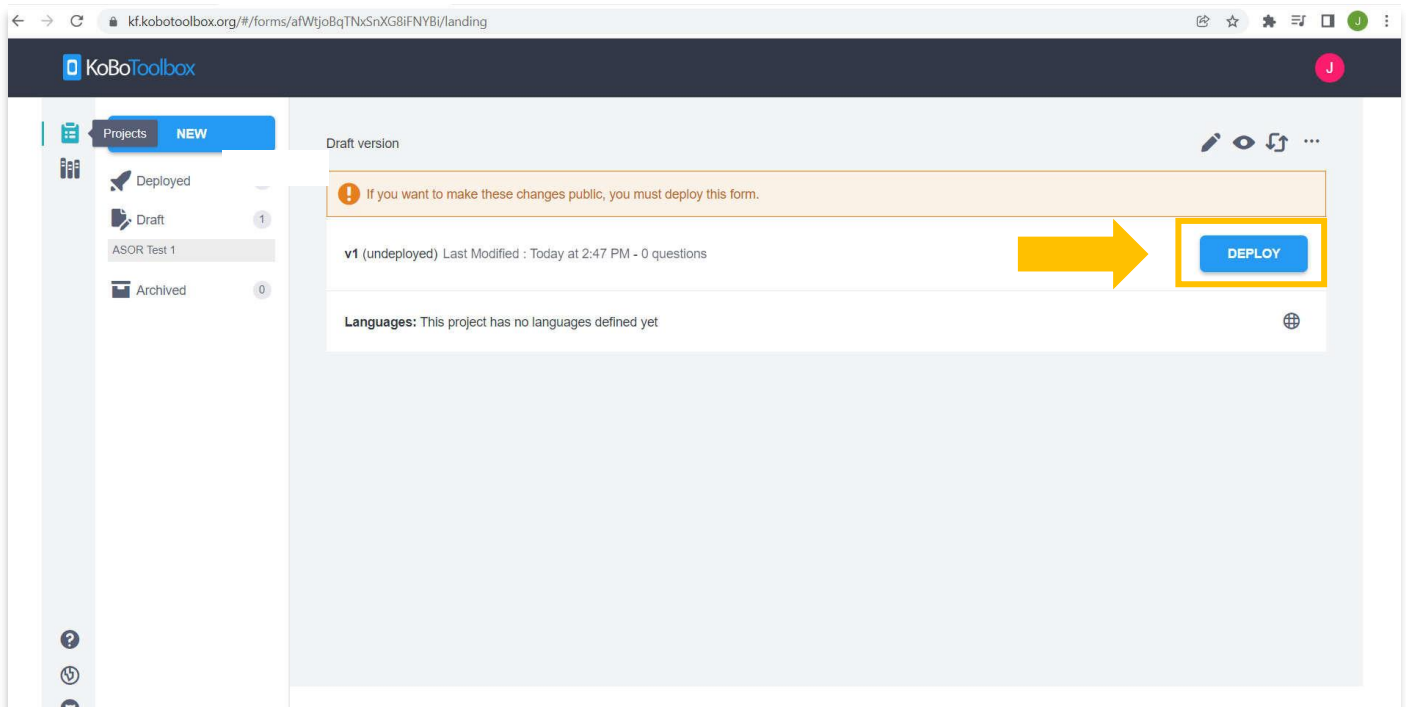 kf.kobotoolbox.org/#/forms/afWtjoBqTNxSnXG8iFNYBi/landing
J
KoBoToolbox
J
Projects
NEW
Deployed
Draft
1
ASOR Test 1
Archived
0
Draft version
If you want to make these changes public, you must deploy this form.
v1 (undeployed) Last Modified : Today at 2:47 PM - 0 questions
DEPLOY
Languages: This project has no languages defined yet